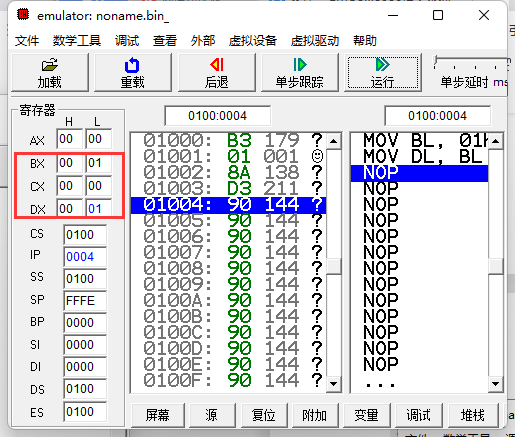 emulator: noname.bin_
文件 数学工具 调试 查看 外部 虚拟设备 虚拟驱动 帮助
加载 重载 后退 单步跟踪 运行 单步延时 ms
寄存器
H L
AX 00 00
BX 00 01
CX 00 00
DX 00 01
CS 0100
IP 0004
SS 0100
SP FFFE
BP 0000
SI 0000
DI 0000
DS 0100
ES 0100
0100:0004
01000: B3 179 ?
01001: 01 001 ☺
01002: 8A 138 ?
01003: D3 211 ?
01004: 90 144 ?
01005: 90 144 ?
01006: 90 144 ?
01007: 90 144 ?
01008: 90 144 ?
01009: 90 144 ?
0100A: 90 144 ?
0100B: 90 144 ?
0100C: 90 144 ?
0100D: 90 144 ?
0100E: 90 144 ?
0100F: 90 144 ?
0100:0004
MOV BL, 01
MOV DL, BL
NOP
NOP
NOP
NOP
NOP
NOP
NOP
NOP
NOP
NOP
NOP
NOP
NOP
...
屏幕 源 复位 附加 变量 调试 堆栈